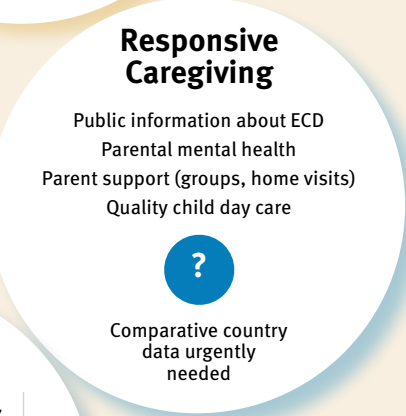 Responsive
Caregiving
Public information about ECD
Parental mental health
Parent support (groups, home visits)
Quality child day care
?
Comparative country
data urgently
needed